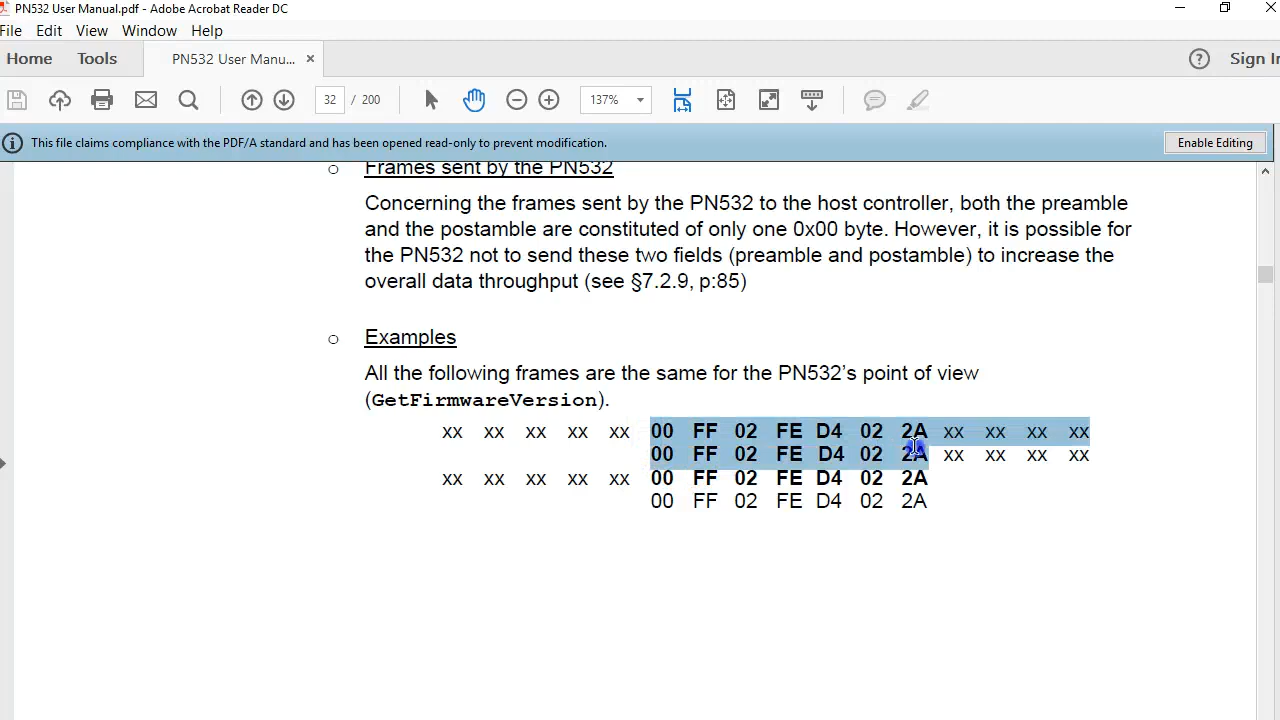 PN532 User Manual.pdf - Adobe Acrobat Reader DC
File Edit View Window Help
Home Tools PN532 User Manu... × ? Sign In
32 / 200 137%
This file claims compliance with the PDF/A standard and has been opened read-only to prevent modification. Enable Editing
o Frames sent by the PN532
Concerning the frames sent by the PN532 to the host controller, both the preamble
and the postamble are constituted of only one 0x00 byte. However, it is possible for
the PN532 not to send these two fields (preamble and postamble) to increase the
overall data throughput (see §7.2.9, p:85)
o Examples
All the following frames are the same for the PN532's point of view
(GetFirmwareVersion).
xx xx xx xx xx 00 FF 02 FE D4 02 2A xx xx xx xx
00 FF 02 FE D4 02 2A xx xx xx xx
xx xx xx xx xx 00 FF 02 FE D4 02 2A
00 FF 02 FE D4 02 2A